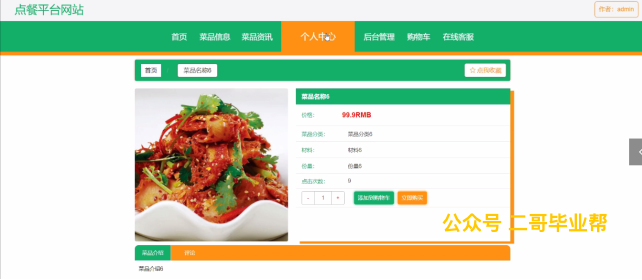 点餐平台网站
作者：admin
首页 菜品信息 菜品资讯 个人中心 后台管理 购物车 在线客服
首页 菜品名称6 ☆ 点我收藏
菜品名称6
价格： 99.9RMB
菜品分类： 菜品分类6
材料： 材料6
份量： 份量6
点击次数： 9
- 1 + 添加到购物车 立即购买
公众号 二哥毕业帮
菜品介绍 评论
菜品介绍6